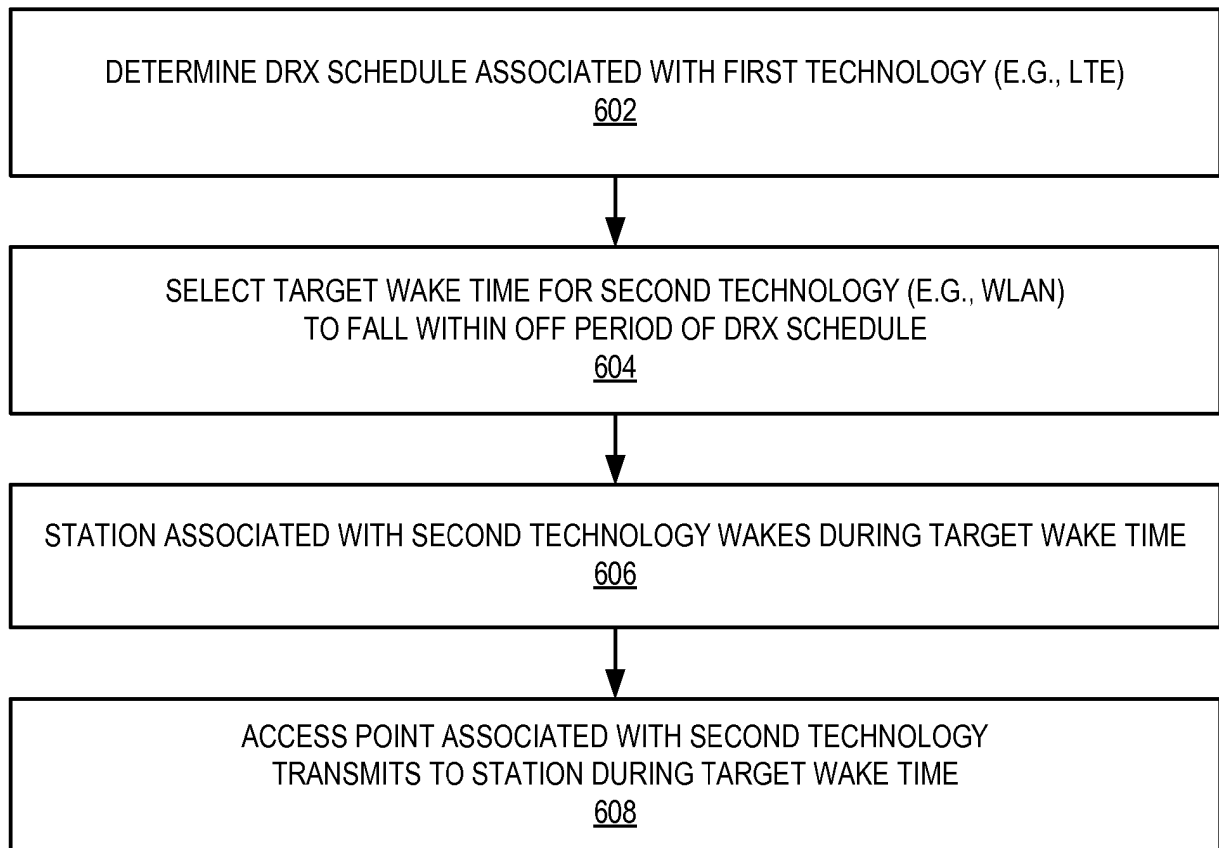 DETERMINE DRX SCHEDULE ASSOCIATED WITH FIRST TECHNOLOGY (E.G., LTE)
602
SELECT TARGET WAKE TIME FOR SECOND TECHNOLOGY (E.G., WLAN)
TO FALL WITHIN OFF PERIOD OF DRX SCHEDULE
604
STATION ASSOCIATED WITH SECOND TECHNOLOGY WAKES DURING TARGET WAKE TIME
606
ACCESS POINT ASSOCIATED WITH SECOND TECHNOLOGY
TRANSMITS TO STATION DURING TARGET WAKE TIME
608